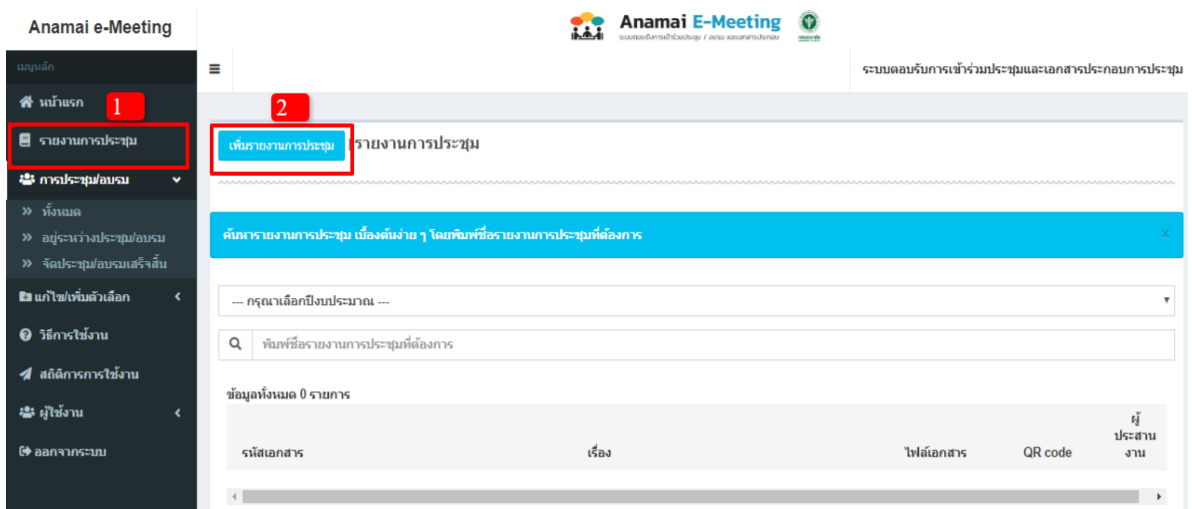 Anamai e-Meeting
Anamai E-Meeting
ระบบตอบรับการเข้าร่วมประชุม / อบรม และเอกสารประกอบ
เมนูหลัก
ระบบตอบรับการเข้าร่วมประชุมและเอกสารประกอบการประชุม
หน้าแรก
1
2
รายงานการประชุม
เพิ่มรายงานการประชุม
รายงานการประชุม
การประชุม/อบรม
ทั้งหมด
อยู่ระหว่างประชุม/อบรม
จัดประชุม/อบรมเสร็จสิ้น
แก้ไข/เพิ่มตัวเลือก
วิธีการใช้งาน
สถิติการการใช้งาน
ผู้ใช้งาน
ออกจากระบบ
ค้นหารายงานการประชุม เบื้องต้นง่าย ๆ โดยพิมพ์ชื่อรายงานการประชุมที่ต้องการ
×
--- กรุณาเลือกปีงบประมาณ ---
พิมพ์ชื่อรายงานการประชุมที่ต้องการ
ข้อมูลทั้งหมด 0 รายการ
รหัสเอกสาร
เรื่อง
ไฟล์เอกสาร
QR code
ผู้
ประสาน
งาน